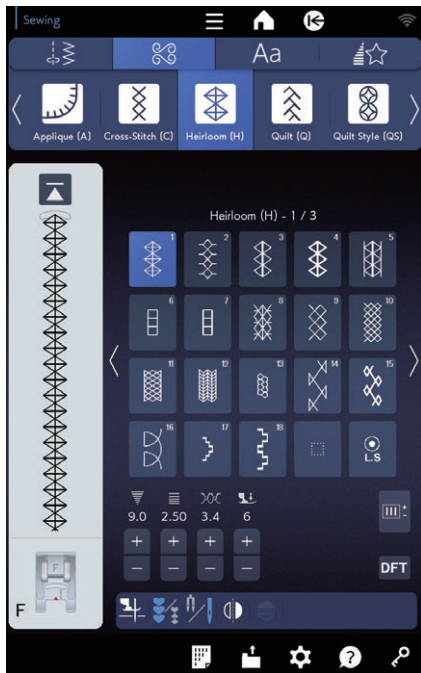 Sewing
Aa
Applique (A) Cross-Stitch (C) Heirloom (H) Quilt (Q) Quilt Style (QS)
Heirloom (H) - 1 / 3
1 2 3 4 5
6 7 8 9 10
11 12 13 14 15
16 17 18 L.S
9.0 2.50 3.4 6
+ + + +
- - - -
DFT
F
F
?